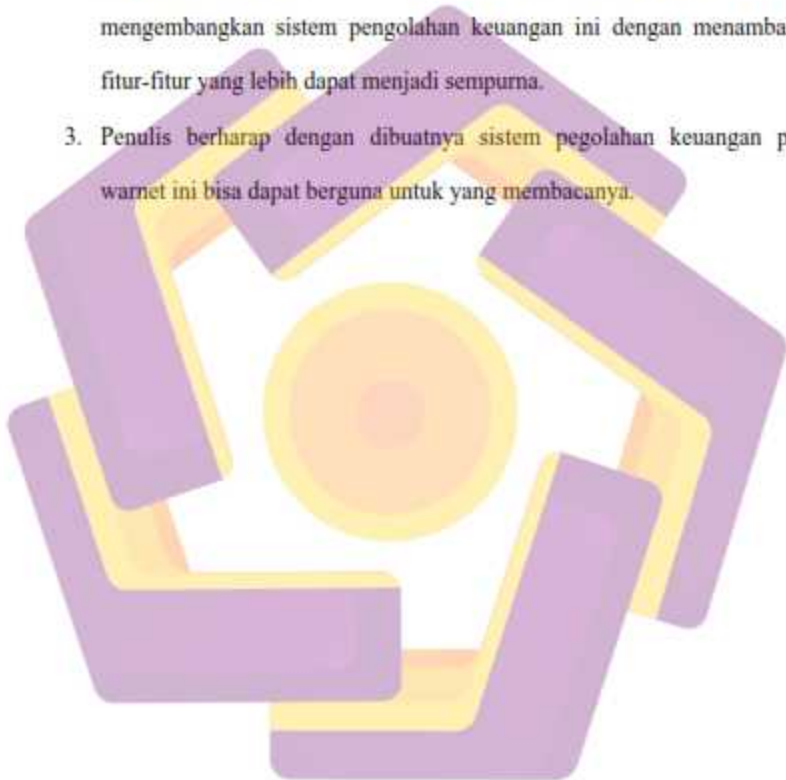 mengembangkan sistem pengolahan keuangan ini dengan menamba
fitur-fitur yang lebih dapat menjadi sempurna.
3. Penulis berharap dengan dibuatnya sistem pegolahan keuangan p
warnet ini bisa dapat berguna untuk yang membacanya.